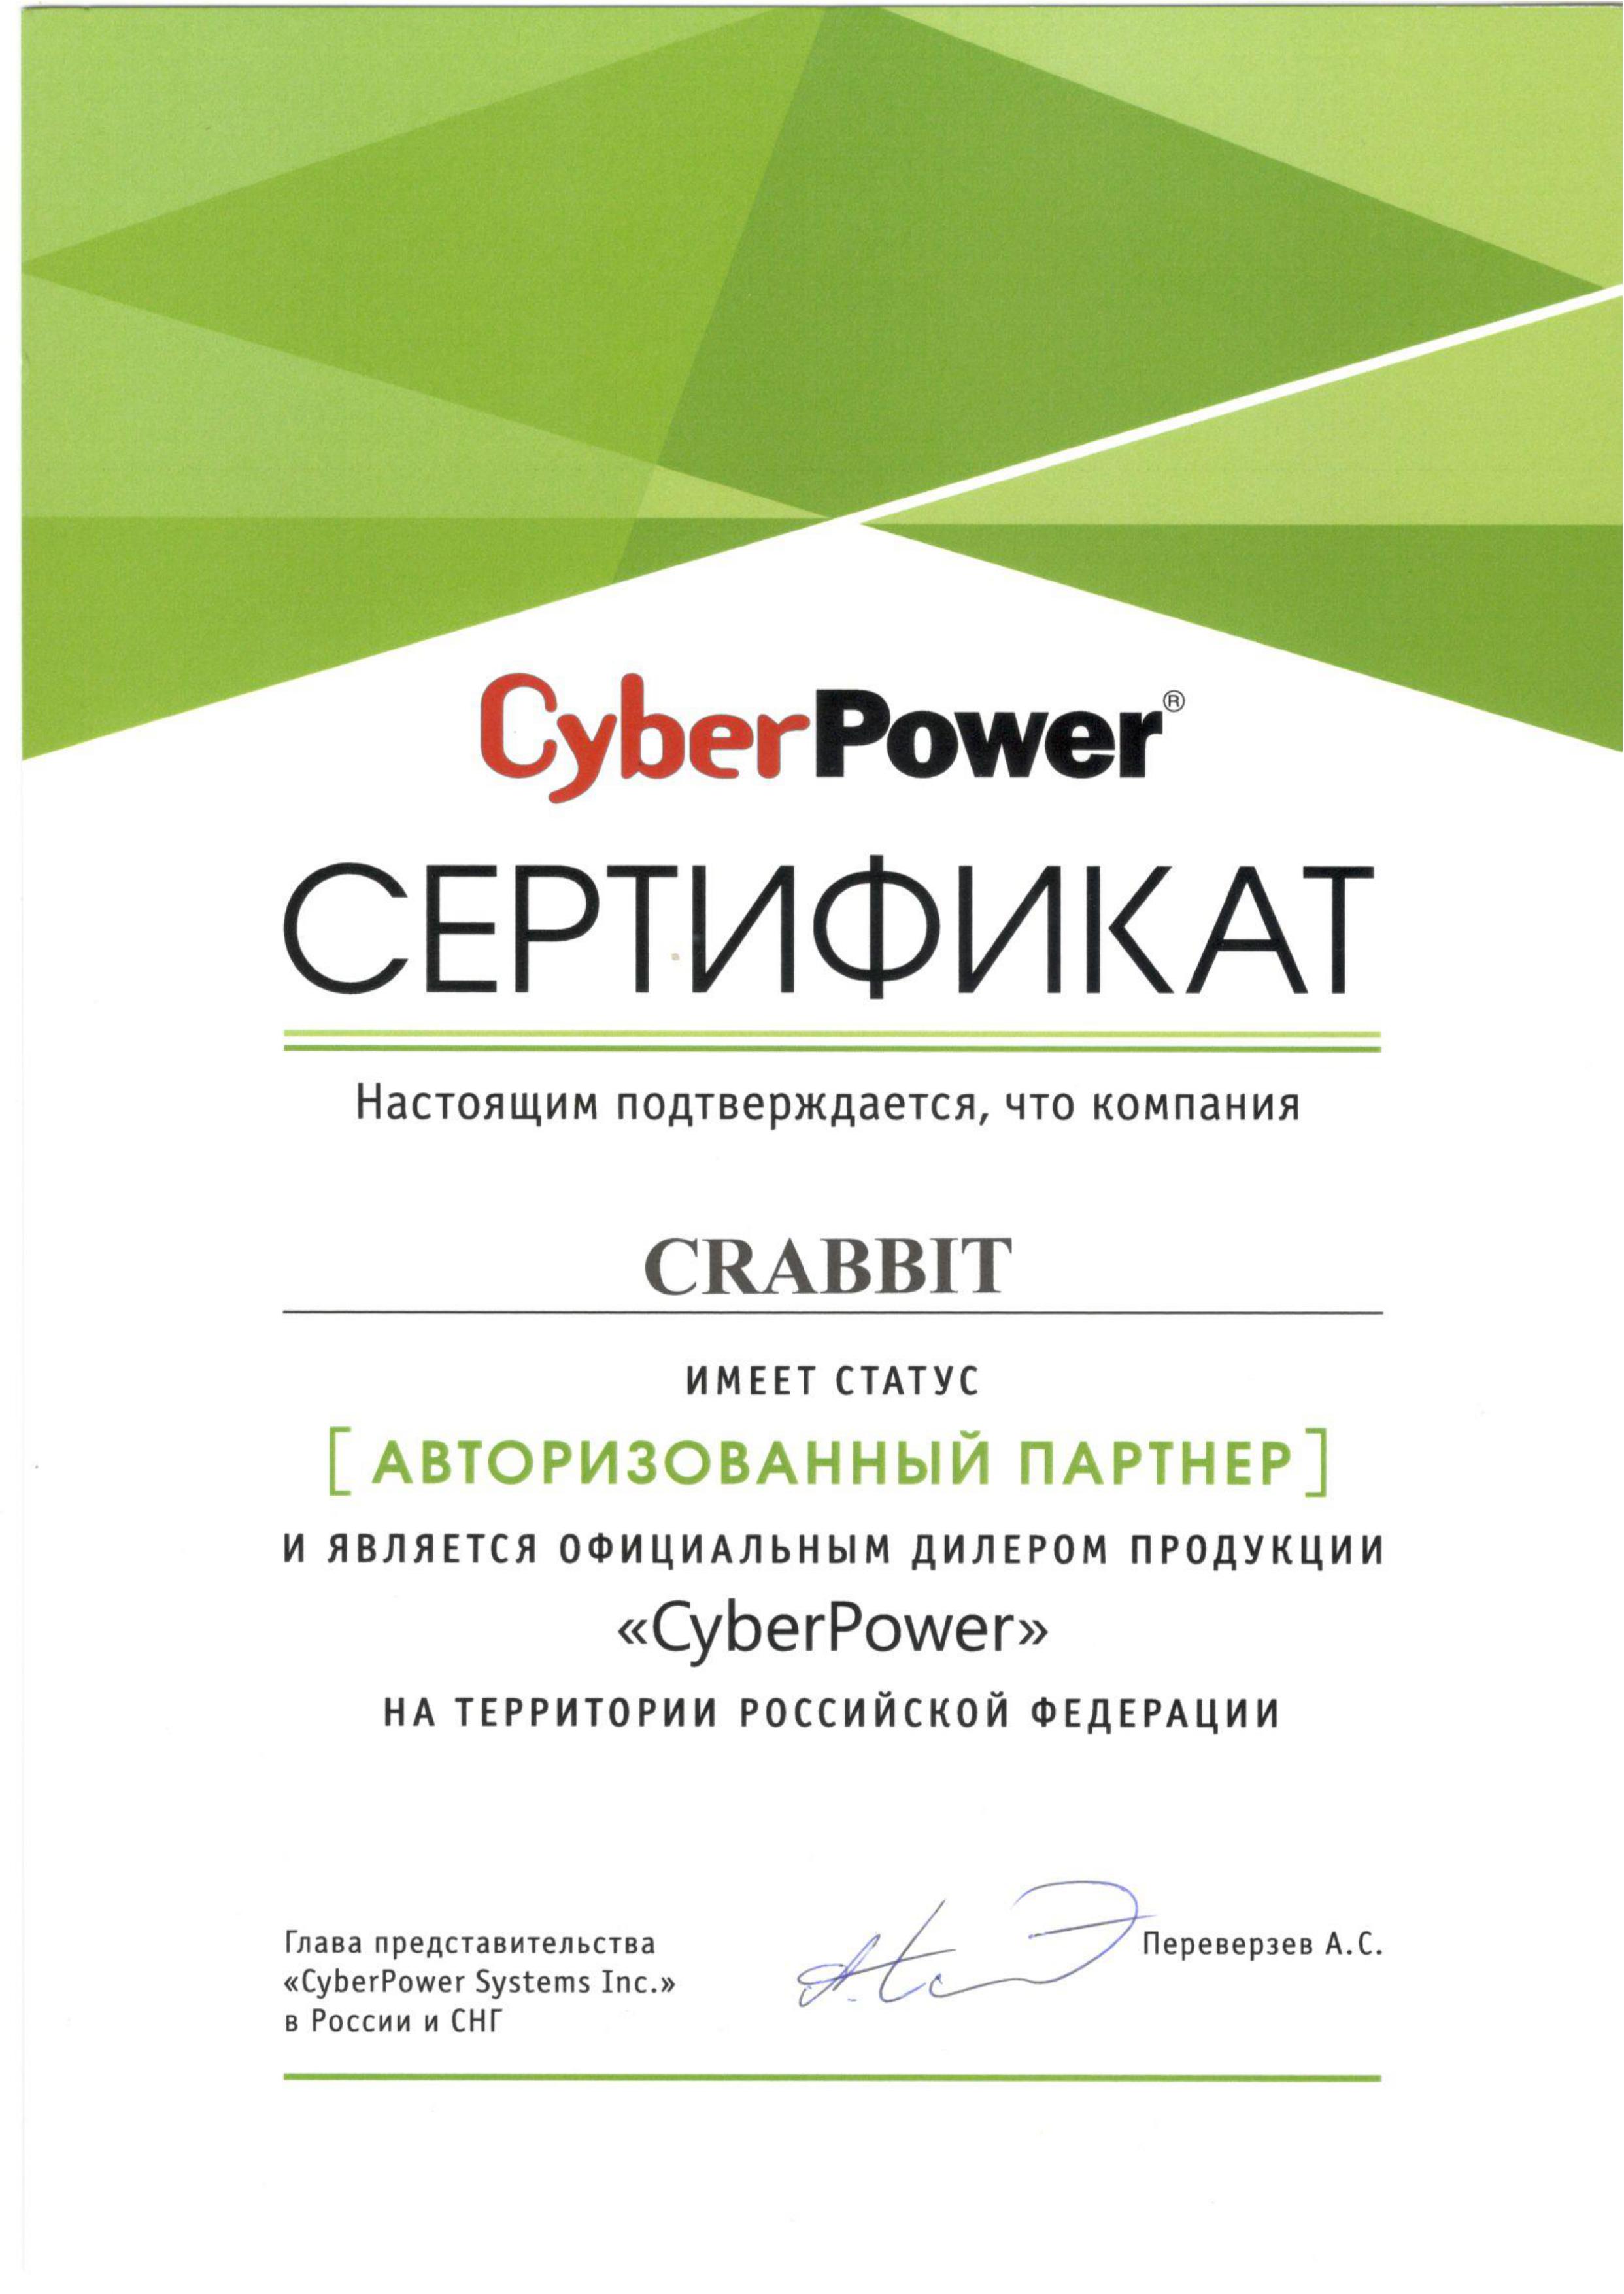 CyberPower®
СЕРТИФИКАТ
Настоящим подтверждается, что компания
CRABBIT
ИМЕЕТ СТАТУС
[ АВТОРИЗОВАННЫЙ ПАРТНЕР ]
И ЯВЛЯЕТСЯ ОФИЦИАЛЬНЫМ ДИЛЕРОМ ПРОДУКЦИИ
«CyberPower»
НА ТЕРРИТОРИИ РОССИЙСКОЙ ФЕДЕРАЦИИ
Глава представительства
«CyberPower Systems Inc.»
в России и СНГ
Переверзев А.С.